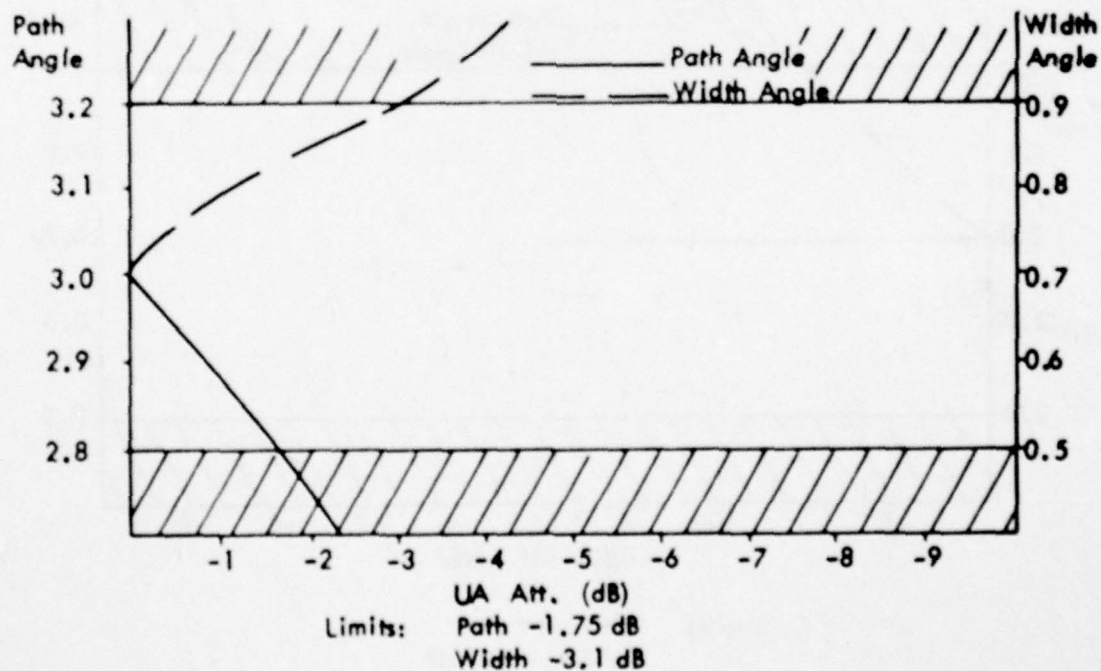 Path
Angle
Width
Angle
Path Angle
Width Angle
3.2
3.1
3.0
2.9
2.8
0.9
0.8
0.7
0.6
0.5
-1 -2 -3 -4 -5 -6 -7 -8 -9
UA Att. (dB)
Limits: Path -1.75 dB
Width -3.1 dB